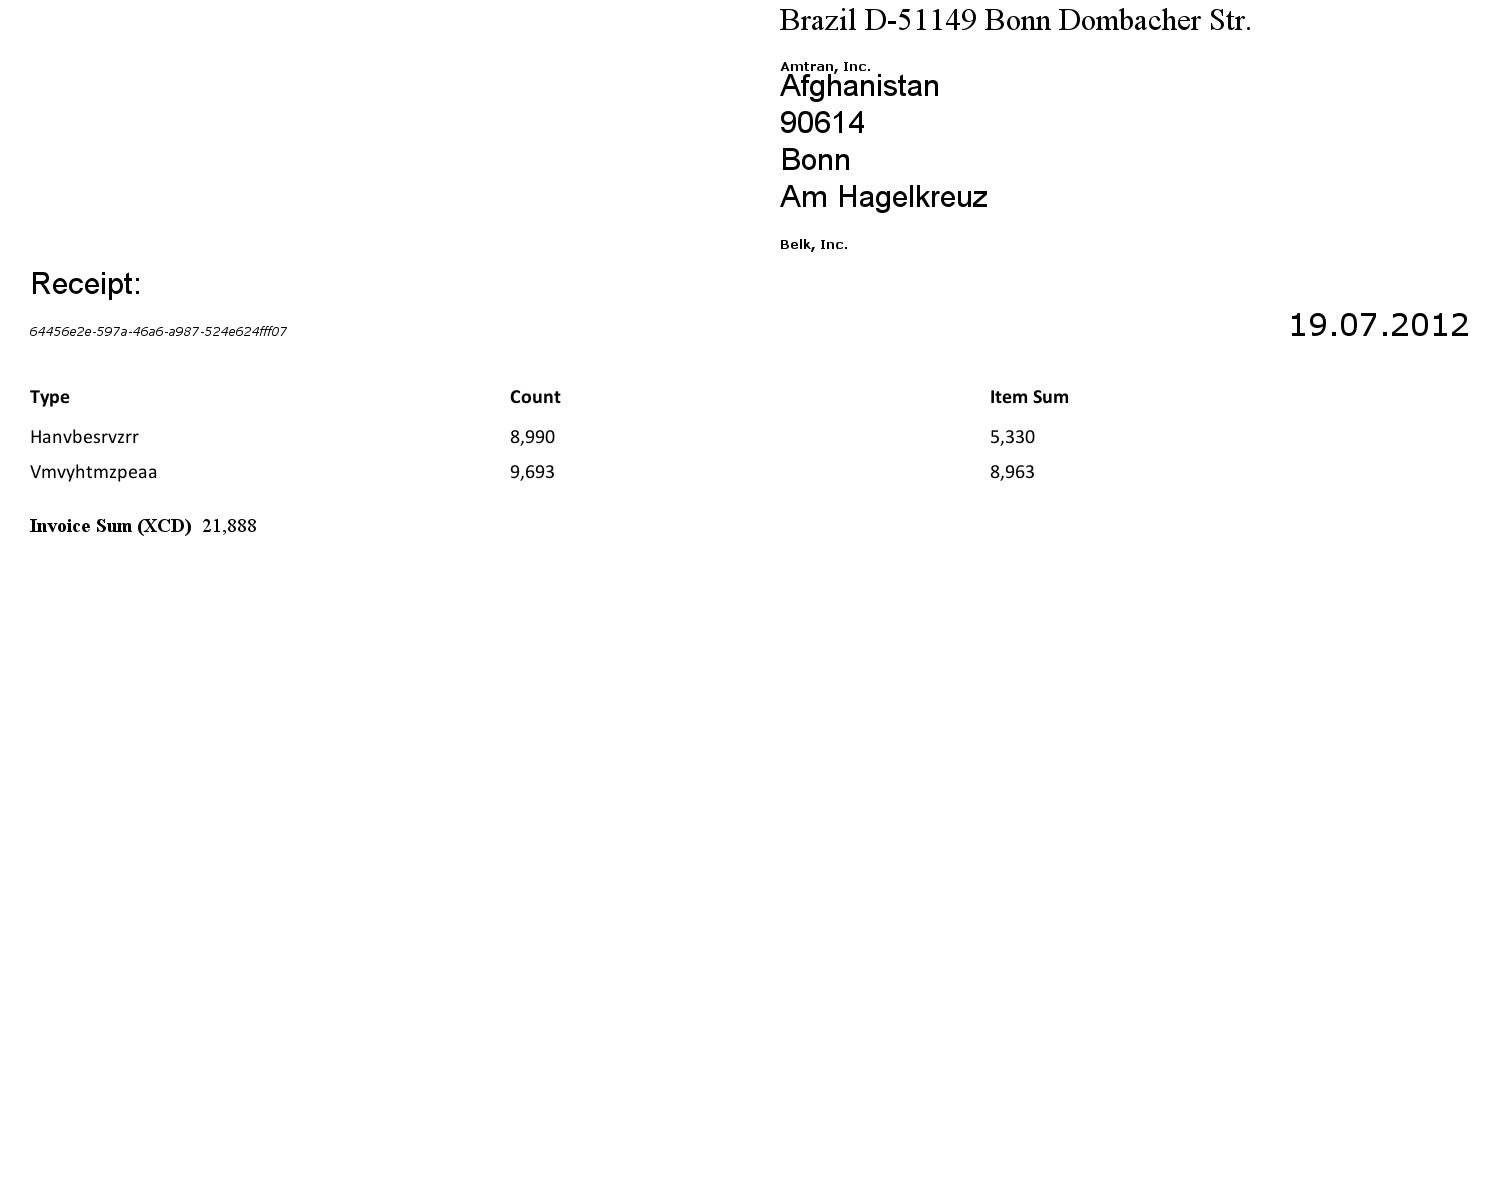 Brazil D-51149 Bonn Dombacher Str.
Amtran, Inc.
Afghanistan
90614
Bonn
Am Hagelkreuz
Belk, Inc.
Receipt:
64456e2e-597a-46a6-a987-524e624fff07
19.07.2012
Type Count Item Sum
Hanvbesrvzrr 8,990 5,330
Vmvyhtmzpeaa 9,693 8,963
Invoice Sum (XCD) 21,888